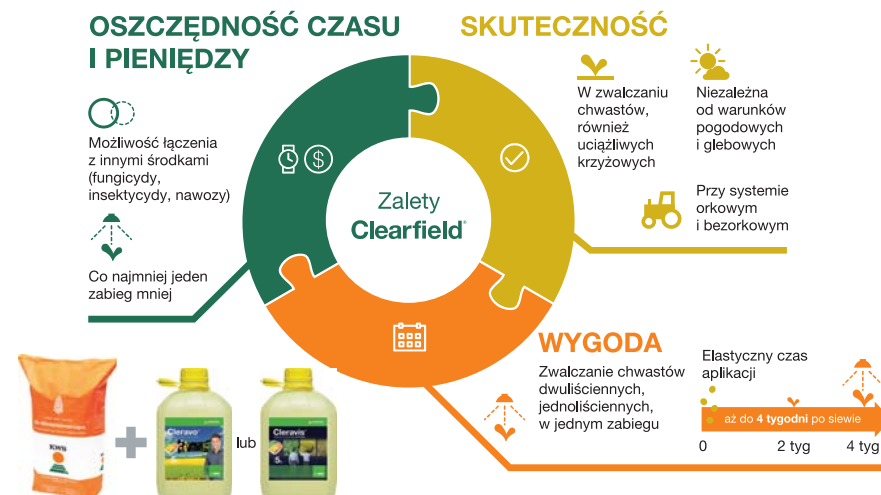 OSZCZĘDNOŚĆ CZASU
I PIENIĘDZY
Możliwość łączenia
z innymi środkami
(fungicydy,
insektycydy, nawozy)
Co najmniej jeden
zabieg mniej
SKUTECZNOŚĆ
W zwalczaniu
chwastów,
również
uciążliwych
krzyżowych
Niezależna
od warunków
pogodowych
i glebowych
Przy systemie
orkowym
i bezorkowym
$
Zalety
Clearfield®
WYGODA
Zwalczanie chwastów
dwuliściennych,
jednoliściennych,
w jednym zabiegu
Elastyczny czas
aplikacji
aż do 4 tygodni po siewie
0 2 tyg 4 tyg
KWS
+
Cleravo
lub
Cleravis
5